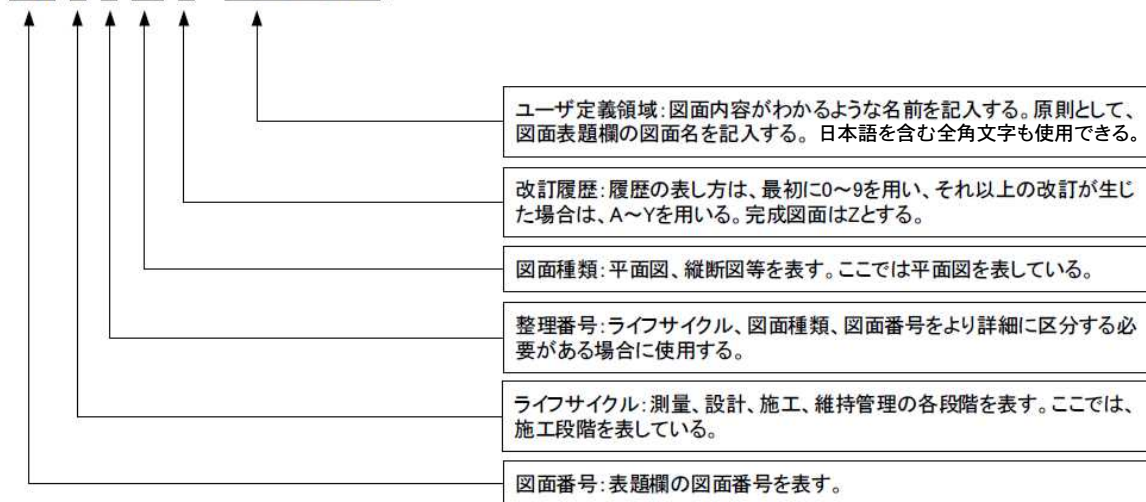 ユーザ定義領域：図面内容がわかるような名前を記入する。原則として、
図面表題欄の図面名を記入する。日本語を含む全角文字も使用できる。
改訂履歴：履歴の表し方は、最初に0～9を用い、それ以上の改訂が生じ
た場合は、A～Yを用いる。完成図面はZとする。
図面種類：平面図、縦断図等を表す。ここでは平面図を表している。
整理番号：ライフサイクル、図面種類、図面番号をより詳細に区分する必
要がある場合に使用する。
ライフサイクル：測量、設計、施工、維持管理の各段階を表す。ここでは、
施工段階を表している。
図面番号：表題欄の図面番号を表す。